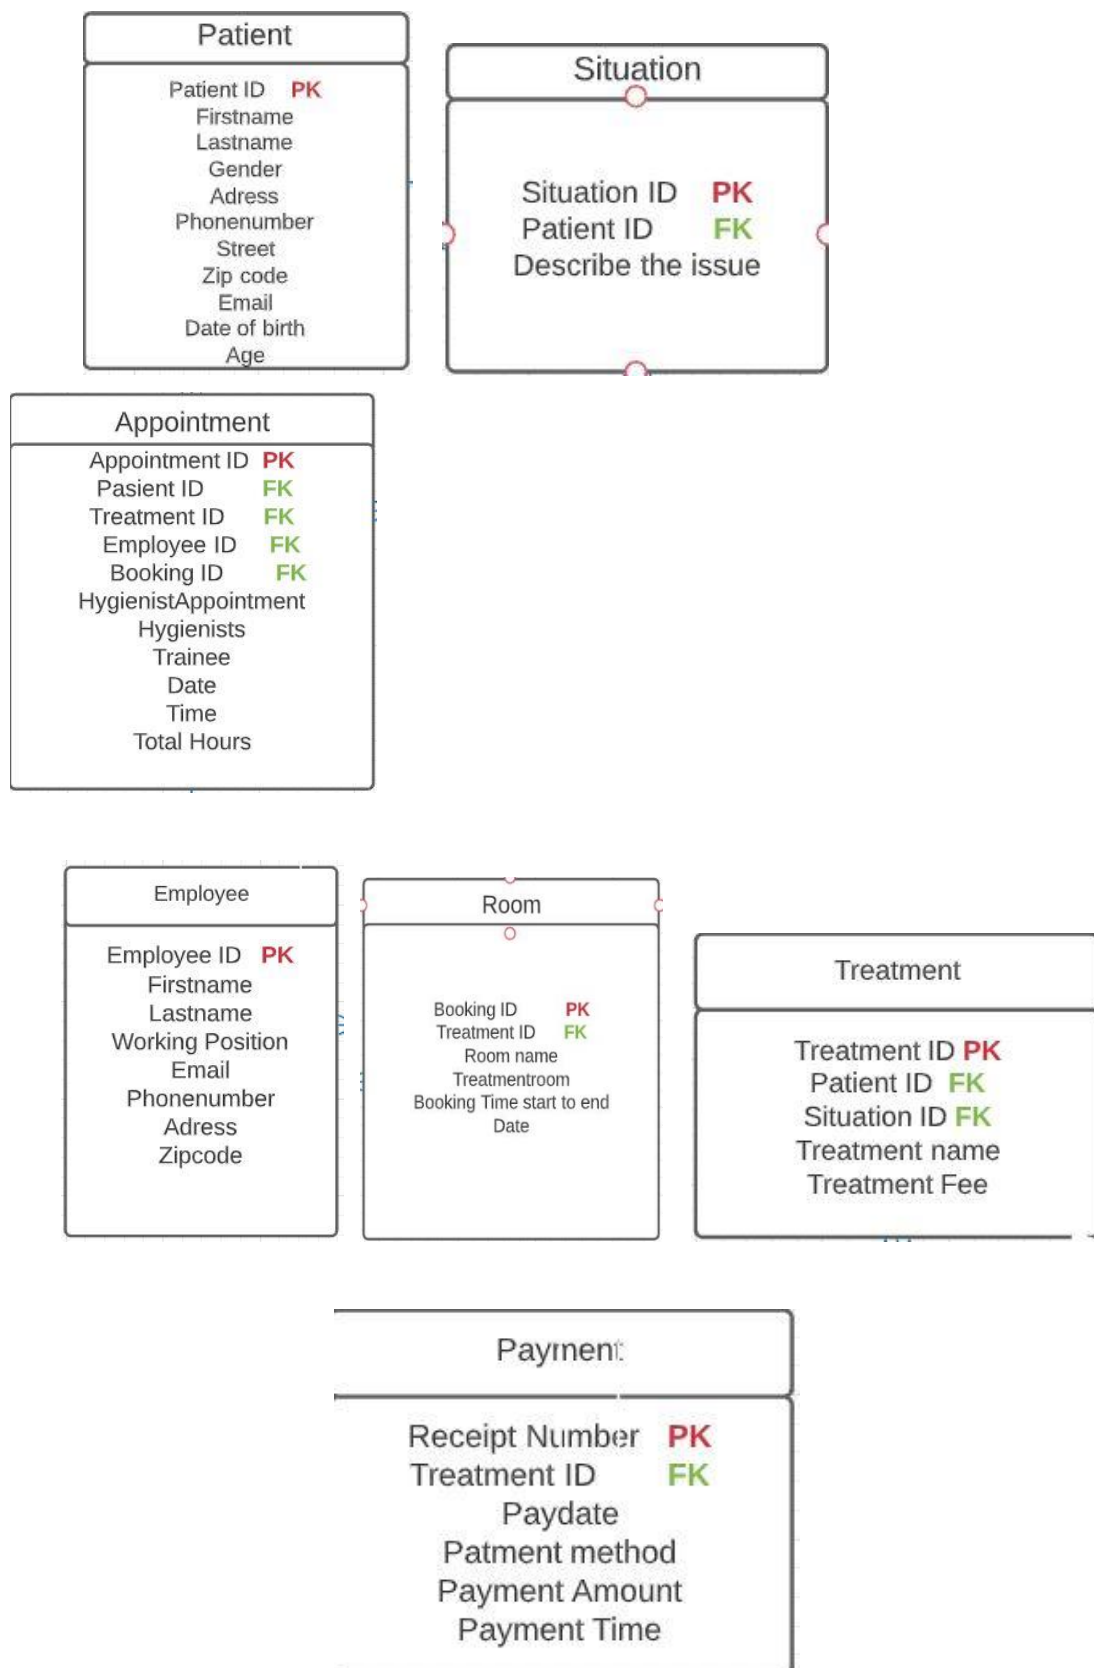 Patient
Patient ID PK
Firstname
Lastname
Gender
Adress
Phonenumber
Street
Zip code
Email
Date of birth
Age
Situation
Situation ID PK
Patient ID FK
Describe the issue
Appointment
Appointment ID PK
Pasient ID FK
Treatment ID FK
Employee ID FK
Booking ID FK
HygienistAppointment
Hygienists
Trainee
Date
Time
Total Hours
Employee
Employee ID PK
Firstname
Lastname
Working Position
Email
Phonenumber
Adress
Zipcode
Room
Booking ID PK
Treatment ID FK
Room name
Treatmentroom
Booking Time start to end
Date
Treatment
Treatment ID PK
Patient ID FK
Situation ID FK
Treatment name
Treatment Fee
Payment
Receipt Number PK
Treatment ID FK
Paydate
Patment method
Payment Amount
Payment Time